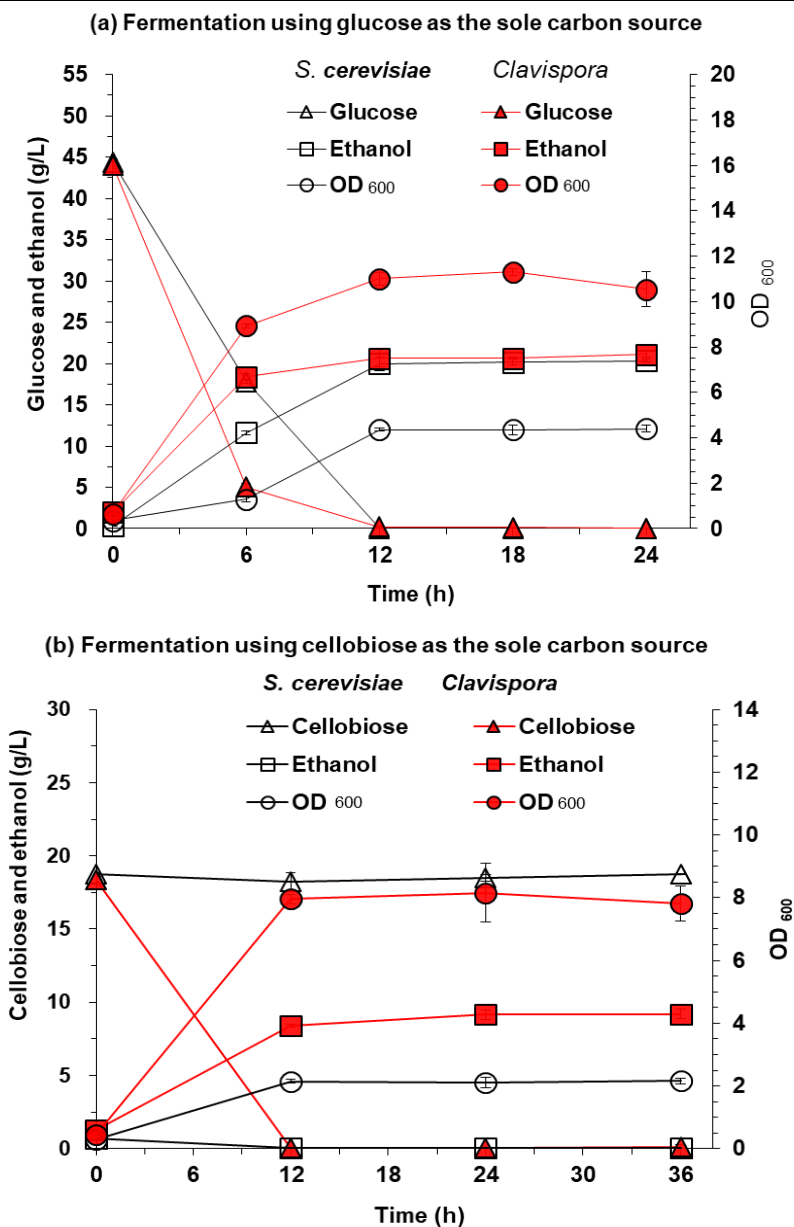 (a) Fermentation using glucose as the sole carbon source
S. cerevisiae Clavispora
Glucose Glucose
Ethanol Ethanol
OD 600 OD 600
Glucose and ethanol (g/L)
55
50
45
40
35
30
25
20
15
10
5
0
20
18
16
14
12
10
8
6
4
2
0
OD 600
0 6 12 18 24
Time (h)
(b) Fermentation using cellobiose as the sole carbon source
S. cerevisiae Clavispora
Cellobiose Cellobiose
Ethanol Ethanol
OD 600 OD 600
Cellobiose and ethanol (g/L)
30
25
20
15
10
5
0
14
12
10
8
6
4
2
0
OD 600
0 6 12 18 24 30 36
Time (h)